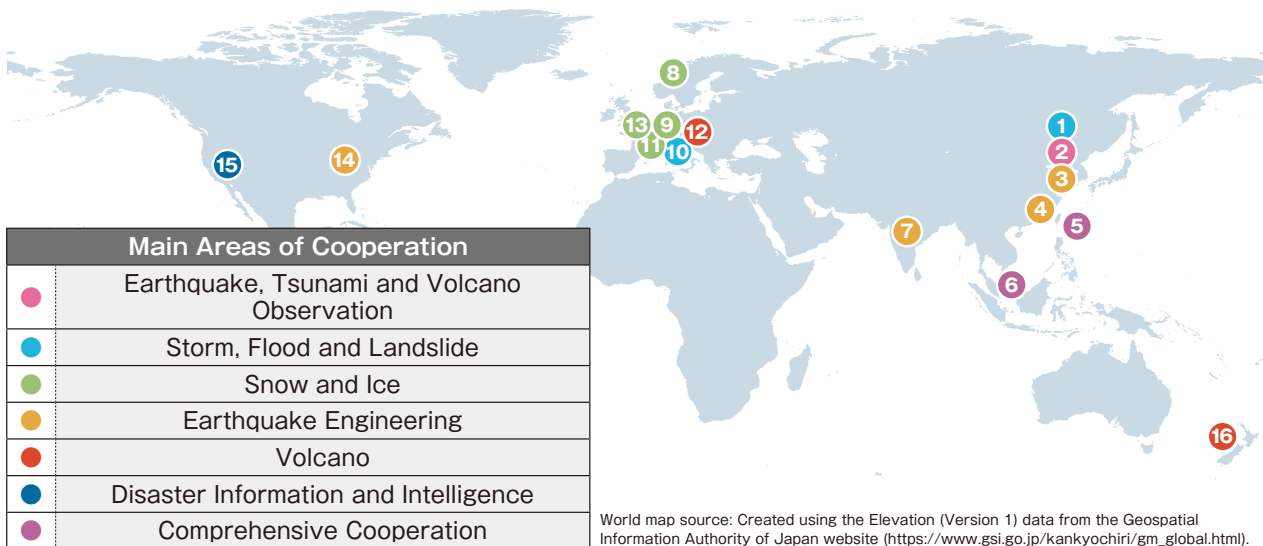 8
13
9
12
11
10
1
2
3
4
5
6
7
15
14
16
Main Areas of Cooperation
Earthquake, Tsunami and Volcano
Observation
Storm, Flood and Landslide
Snow and Ice
Earthquake Engineering
Volcano
Disaster Information and Intelligence
Comprehensive Cooperation
World map source: Created using the Elevation (Version 1) data from the Geospatial
Information Authority of Japan website (https://www.gsi.go.jp/kankyochiri/gm_global.html).